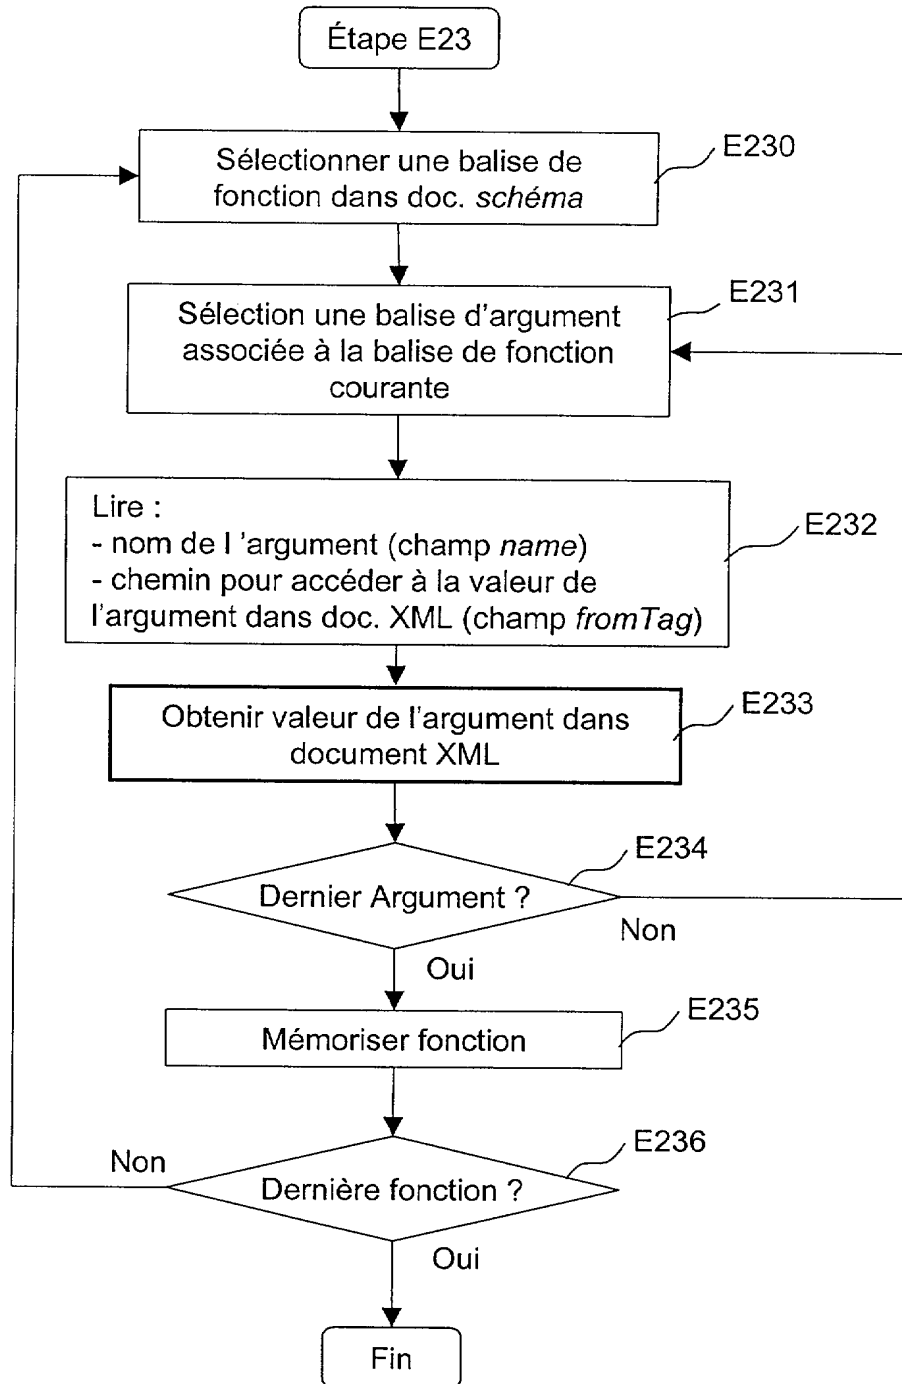 Étape E23
E230
Sélectionner une balise de
fonction dans doc. schéma
E231
Sélection une balise d'argument
associée à la balise de fonction
courante
E232
Lire :
- nom de l 'argument (champ name)
- chemin pour accéder à la valeur de
l'argument dans doc. XML (champ fromTag)
E233
Obtenir valeur de l'argument dans
document XML
E234
Dernier Argument ?
Non
Oui
E235
Mémoriser fonction
E236
Non
Dernière fonction ?
Oui
Fin